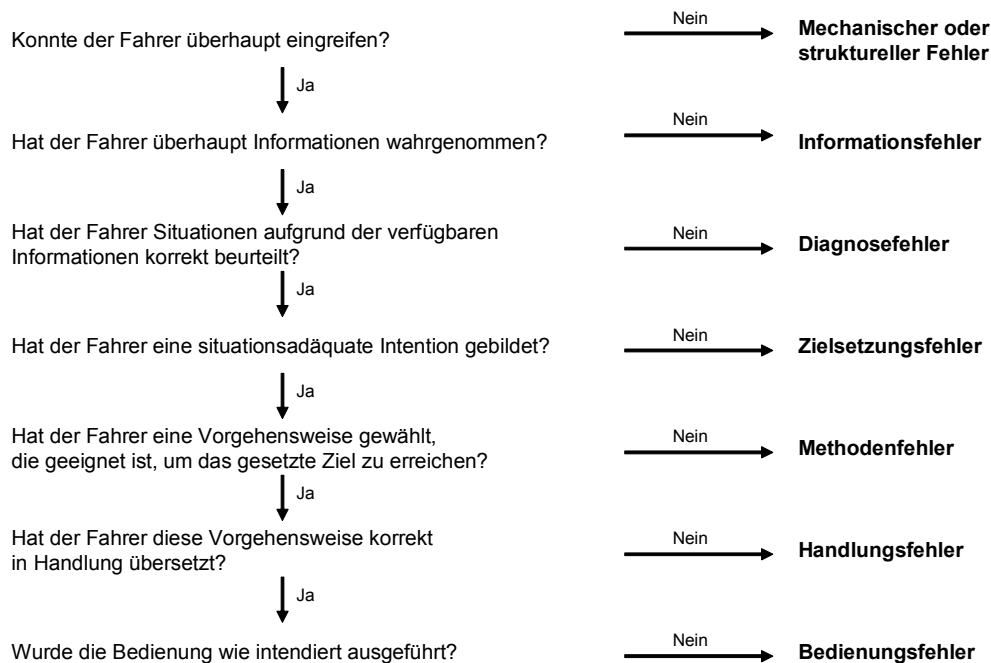 Konnte der Fahrer überhaupt eingreifen?
Nein
Mechanischer oder
struktureller Fehler
Ja
Hat der Fahrer überhaupt Informationen wahrgenommen?
Nein
Informationsfehler
Ja
Hat der Fahrer Situationen aufgrund der verfügbaren
Informationen korrekt beurteilt?
Nein
Diagnosefehler
Ja
Hat der Fahrer eine situationsadäquate Intention gebildet?
Nein
Zielsetzungsfehler
Ja
Hat der Fahrer eine Vorgehensweise gewählt,
die geeignet ist, um das gesetzte Ziel zu erreichen?
Nein
Methodenfehler
Ja
Hat der Fahrer diese Vorgehensweise korrekt
in Handlung übersetzt?
Nein
Handlungsfehler
Ja
Wurde die Bedienung wie intendiert ausgeführt?
Nein
Bedienungsfehler